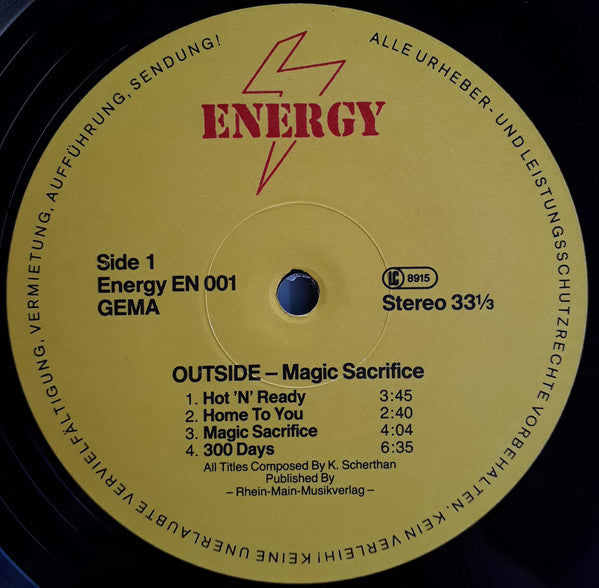 ALLE URHEBER- UND LEISTUNGSSCHUTZRECHTE VORBEHALTEN. KEIN VERLEIH! KEINE UNERLAUBTE VERVIELFÄLTIGUNG, VERMIETUNG, AUFFÜHRUNG, SENDUNG!
ENERGY
Side 1
Energy EN 001
GEMA
LC 8915
Stereo 33⅓
OUTSIDE – Magic Sacrifice
1. Hot 'N' Ready 3:45
2. Home To You 2:40
3. Magic Sacrifice 4:04
4. 300 Days 6:35
All Titles Composed By K. Scherthan
Published By
– Rhein-Main-Musikverlag –